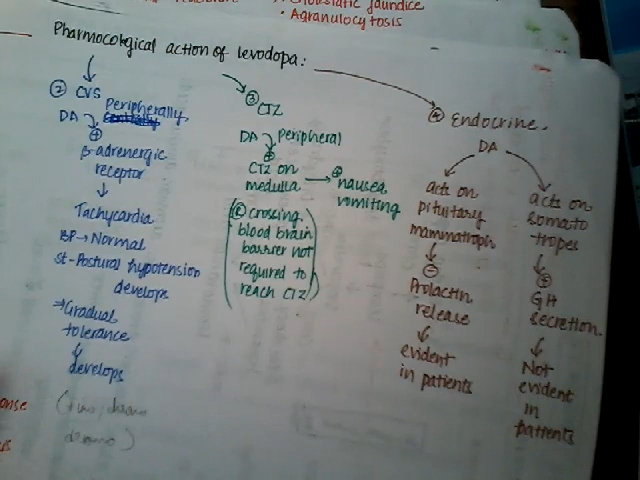 Cholestatic jaundice
• Agranulocytosis
Pharmocolgical action of levodopa:
② CVS
DA Peripherally
⊕
β-adrenergic
receptor
↓
Tachycardia
BP → Normal
st-Postural hypotension
develops
→ Gradual
tolerance
↓
develops
③ CTZ
DA peripheral
⊕
CTZ on
medulla → ⊕ nausea
vomiting
crossing
blood brain
barrier not
required to
reach CTZ
④ Endocrine.
DA
acts on
pituitary
mammatroph
↓
⊖
Prolactin
release
↓
evident
in patients
acts on
somato
tropes
↓
⊕
GH
secretion.
↓
Not
evident
in
patients